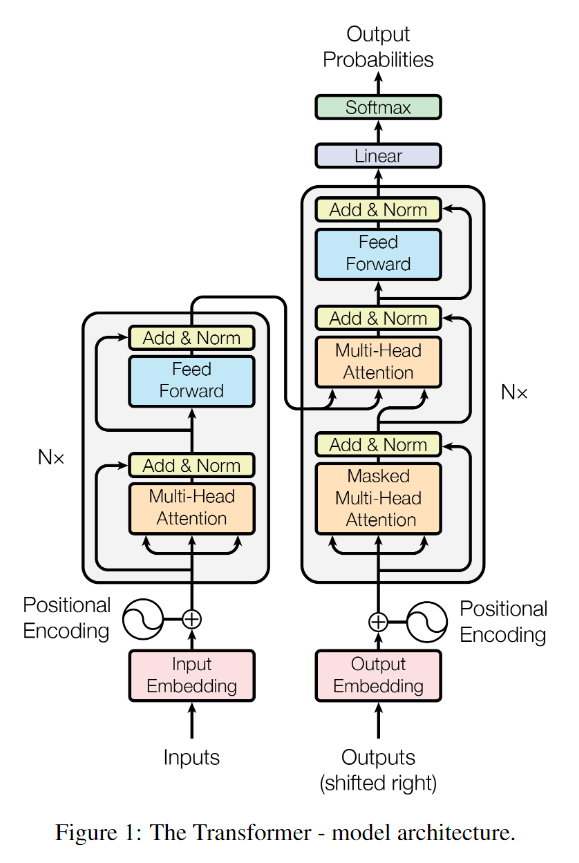 Output
Probabilities
Softmax
Linear
Add & Norm
Feed
Forward
Add & Norm
Multi-Head
Attention
Add & Norm
Masked
Multi-Head
Attention
Nx
Add & Norm
Feed
Forward
Add & Norm
Multi-Head
Attention
N×
Positional
Encoding
Positional
Encoding
Input
Embedding
Output
Embedding
Inputs
Outputs
(shifted right)
Figure 1: The Transformer - model architecture.